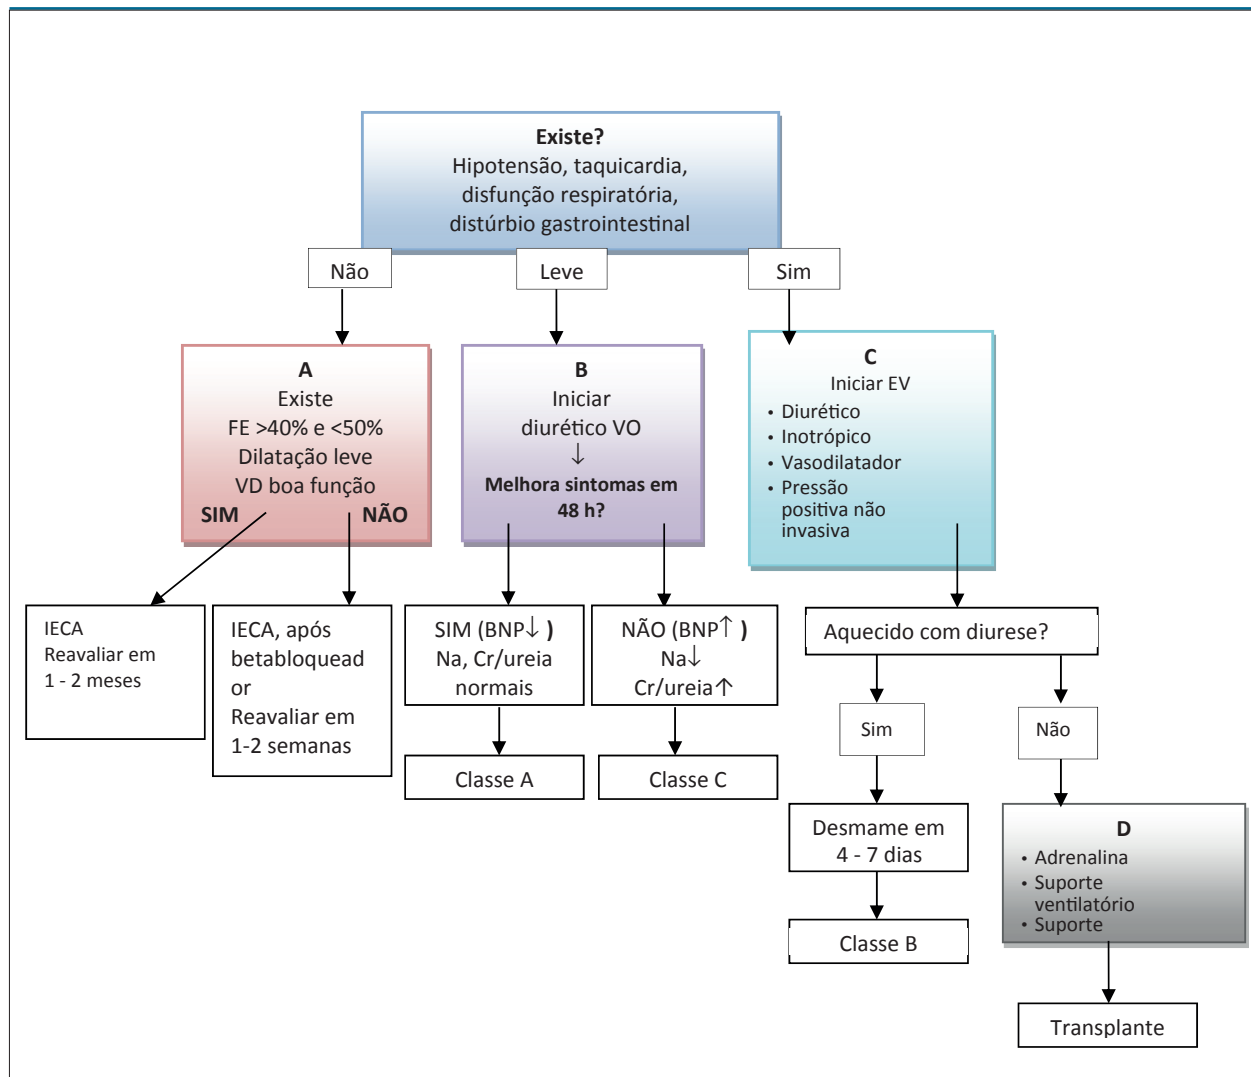 Existe?
Hipotensão, taquicardia,
disfunção respiratória,
distúrbio gastrointestinal
Não
Leve
Sim
A
Existe
FE >40% e <50%
Dilatação leve
VD boa função
SIM
NÃO
B
Iniciar
diurético VO
↓
Melhora sintomas em
48 h?
C
Iniciar EV
• Diurético
• Inotrópico
• Vasodilatador
• Pressão
positiva não
invasiva
IECA
Reavaliar em
1 - 2 meses
IECA, após
betabloquead
or
Reavaliar em
1-2 semanas
SIM (BNP↓ )
Na, Cr/ureia
normais
NÃO (BNP↑ )
Na↓
Cr/ureia↑
Aquecido com diurese?
Classe A
Classe C
Sim
Não
Desmame em
4 - 7 dias
Classe B
D
• Adrenalina
• Suporte
ventilatório
• Suporte
Transplante